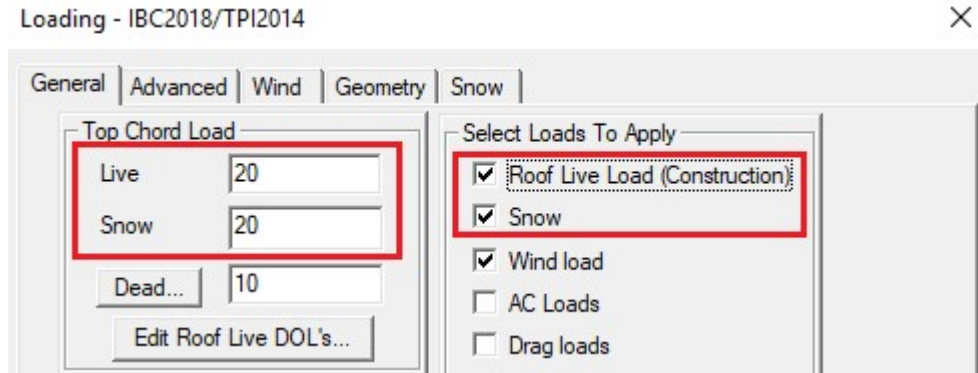 Loading - IBC2018/TPI2014
General Advanced Wind Geometry Snow
Top Chord Load
Live 20
Snow 20
Dead... 10
Edit Roof Live DOL's...
Select Loads To Apply
Roof Live Load (Construction)
Snow
Wind load
AC Loads
Drag loads